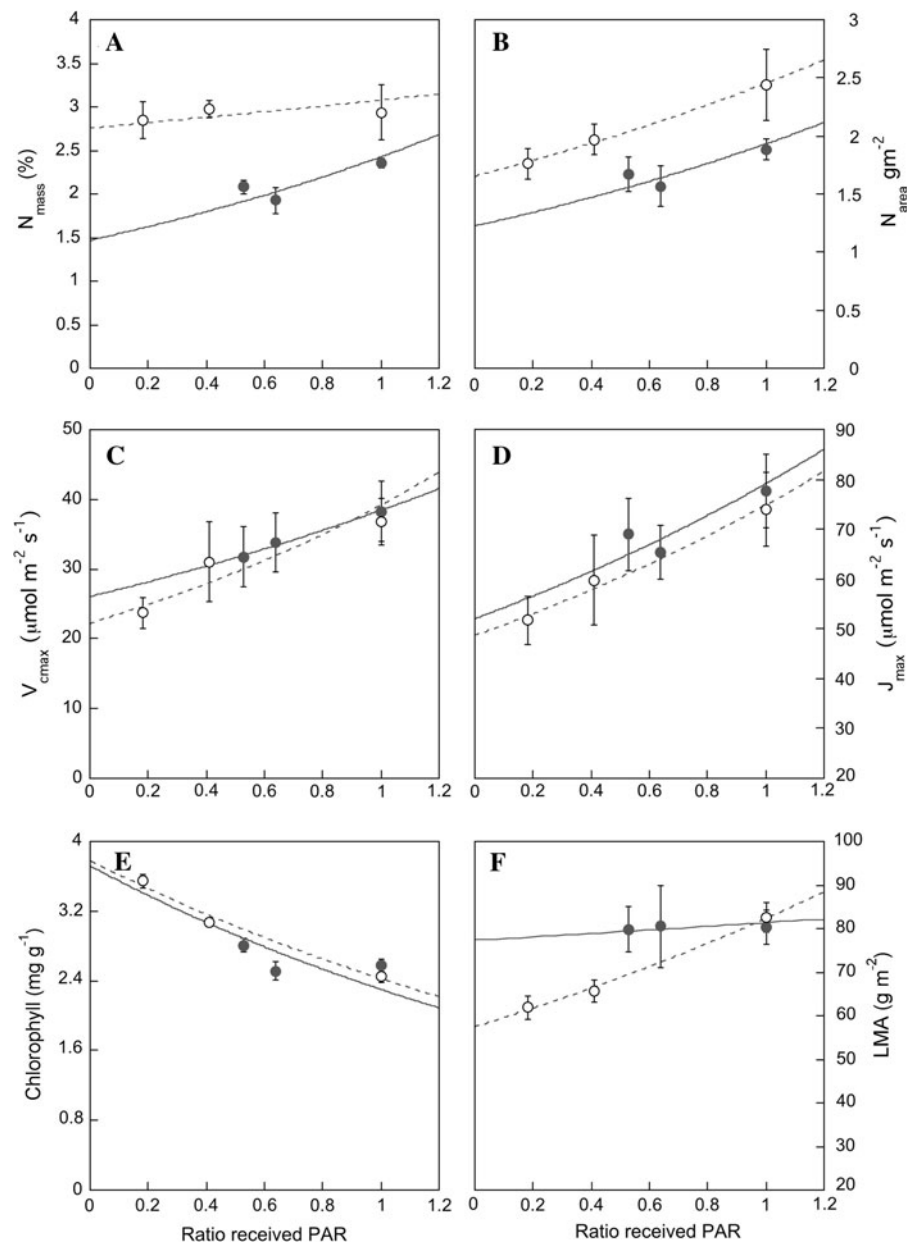 A
4
3.5
3
2.5
2
1.5
1
0.5
0
N_mass (%)
0 0.2 0.4 0.6 0.8 1 1.2
B
3
2.5
2
1.5
1
0.5
0
N_area gm⁻²
0 0.2 0.4 0.6 0.8 1 1.2
C
50
40
30
20
10
0
V_cmax (μmol m⁻² s⁻¹)
0 0.2 0.4 0.6 0.8 1 1.2
D
90
80
70
60
50
40
30
20
J_max (μmol m⁻² s⁻¹)
0 0.2 0.4 0.6 0.8 1 1.2
E
4
3.2
2.4
1.6
0.8
0
Chlorophyll (mg g⁻¹)
0 0.2 0.4 0.6 0.8 1 1.2
Ratio received PAR
F
100
90
80
70
60
50
40
30
20
LMA (g m⁻²)
0 0.2 0.4 0.6 0.8 1 1.2
Ratio received PAR